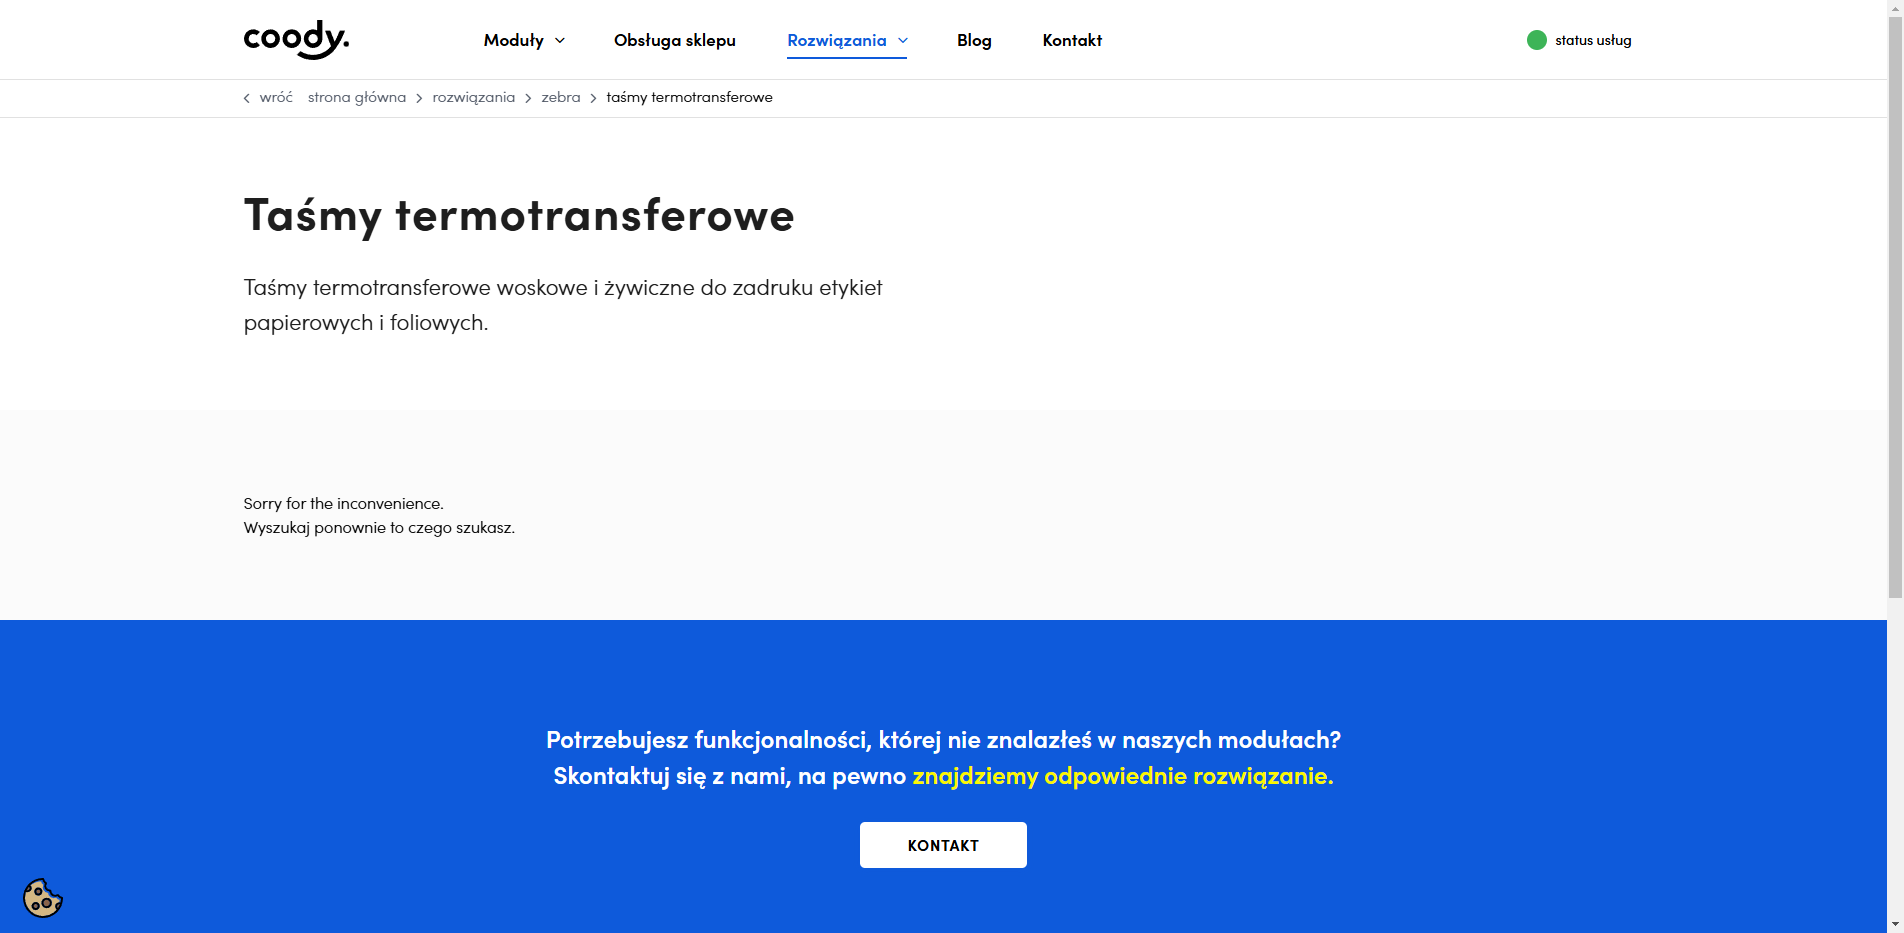 coody.
Moduły
Obsługa sklepu
Rozwiązania
Blog
Kontakt
status usług
wróć
strona główna
rozwiązania
zebra
taśmy termotransferowe
Taśmy termotransferowe
Taśmy termotransferowe woskowe i żywiczne do zadruku etykiet
papierowych i foliowych.
Sorry for the inconvenience.
Wyszukaj ponownie to czego szukasz.
Potrzebujesz funkcjonalności, której nie znalazłeś w naszych modułach?
Skontaktuj się z nami, na pewno znajdziemy odpowiednie rozwiązanie.
KONTAKT